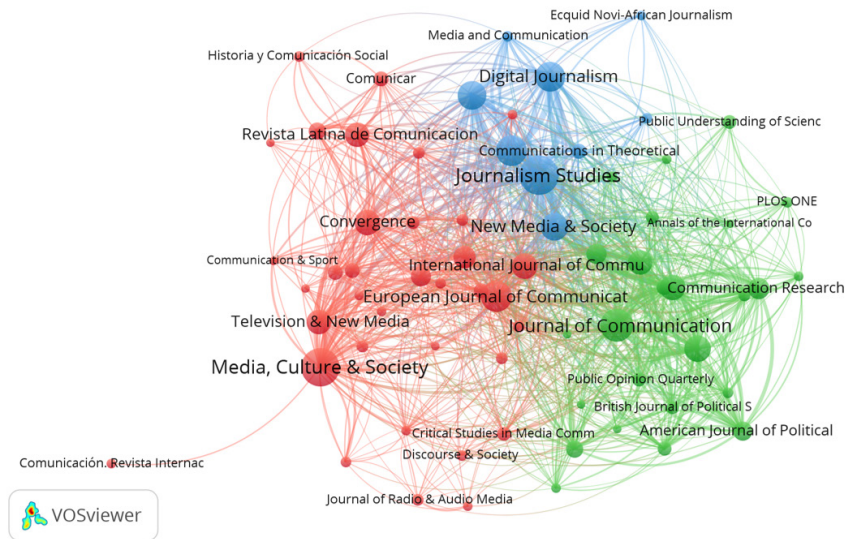 Ecquid Novi-African Journalism
Media and Communication
Historia y Comunicación Social
Comunicar
Digital Journalism
Public Understanding of Scienc
Revista Latina de Comunicacion
Communications in Theoretical
Journalism Studies
PLOS ONE
Convergence
New Media & Society
Annals of the International Co
Communication & Sport
International Journal of Commu
Communication Research
European Journal of Communicat
Television & New Media
Journal of Communication
Media, Culture & Society
Public Opinion Quarterly
British Journal of Political S
Critical Studies in Media Comm
American Journal of Political
Discourse & Society
Comunicación. Revista Internac
Journal of Radio & Audio Media
VOSviewer